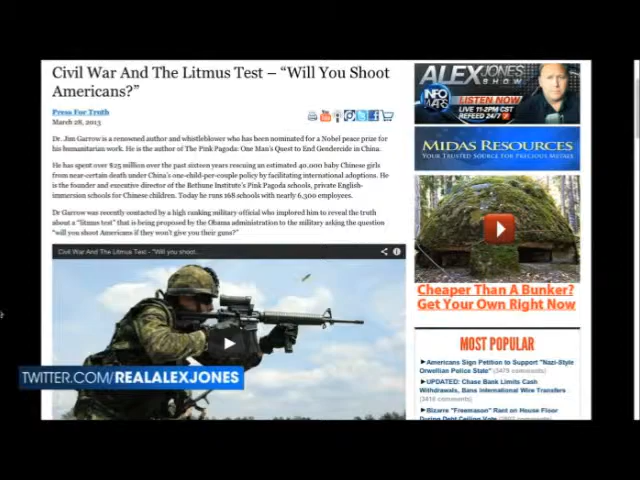 Civil War And The Litmus Test – “Will You Shoot
Americans?”
Press For Truth
March 28, 2013
Dr. Jim Garrow is a renowned author and whistleblower who has been nominated for a Nobel peace prize for
his humanitarian work. He is the author of The Pink Pagoda: One Man's Quest to End Gendercide in China.
He has spent over $25 million over the past sixteen years rescuing an estimated 40,000 baby Chinese girls
from near-certain death under China's one-child-per-couple policy by facilitating international adoptions. He
is the founder and executive director of the Bethune Institute's Pink Pagoda schools, private English-
immersion schools for Chinese children. Today he runs 168 schools with nearly 6,300 employees.
Dr Garrow was recently contacted by a high ranking military official who implored him to reveal the truth
about a “litmus test” that is being proposed by the Obama administration to the military asking the question
“will you shoot Americans if they won't give you their guns?”
Civil War And The Litmus Test - "Will you shoot...
TWITTER.COM/REALALEXJONES
ALEX JONES
SHOW
INFO
WARS
LISTEN NOW
LIVE 11-2PM CST
REFEED 24/7
MIDAS RESOURCES
YOUR TRUSTED SOURCE FOR PRECIOUS METALS
Cheaper Than A Bunker?
Get Your Own Right Now
MOST POPULAR
Americans Sign Petition to Support "Nazi-Style
Orwellian Police State" (3479 comments)
UPDATED: Chase Bank Limits Cash
Withdrawals, Bans International Wire Transfers
(3416 comments)
Bizarre "Freemason" Rant on House Floor
During Debt Ceiling Vote